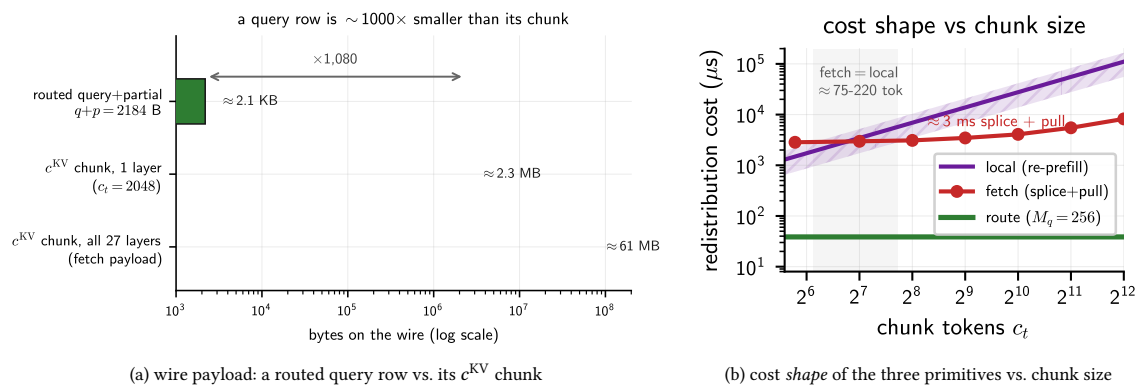 a query row is ∼1000× smaller than its chunk
×1,080
routed query+partial
q+p = 2184 B
≈2.1 KB
c^KV chunk, 1 layer
(c_t = 2048)
≈2.3 MB
c^KV chunk, all 27 layers
(fetch payload)
≈61 MB
10^3 10^4 10^5 10^6 10^7 10^8
bytes on the wire (log scale)
(a) wire payload: a routed query row vs. its c^KV chunk
cost shape vs chunk size
redistribution cost (μs)
10^5
10^4
10^3
10^2
10^1
fetch = local
≈75-220 tok
≈3 ms splice + pull
local (re-prefill)
fetch (splice+pull)
route (M_q = 256)
2^6 2^7 2^8 2^9 2^10 2^11 2^12
chunk tokens c_t
(b) cost shape of the three primitives vs. chunk size